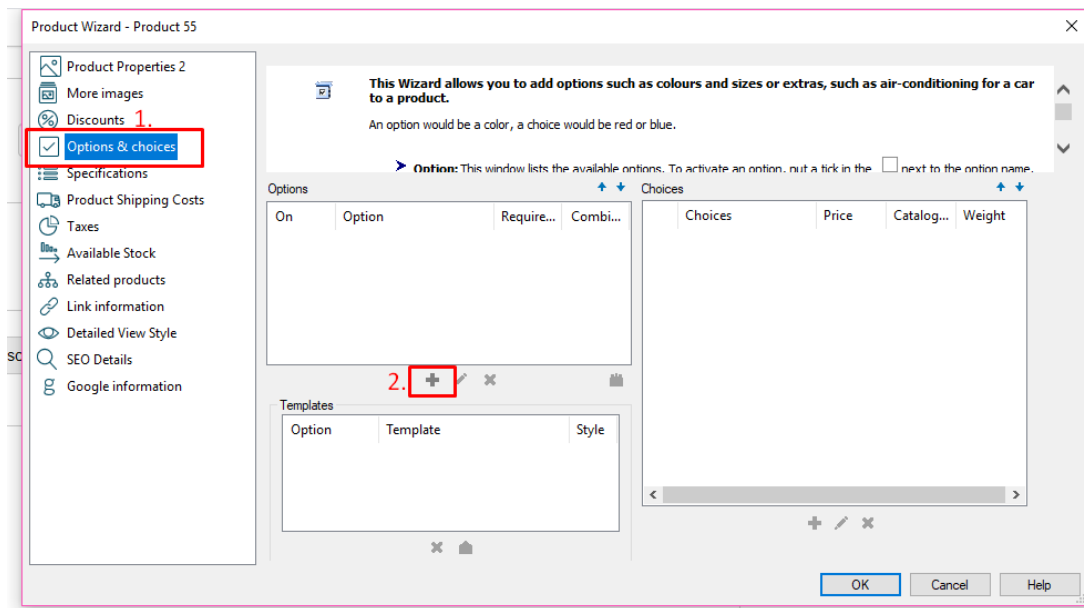 Product Wizard - Product 55
Product Properties 2
More images
Discounts
1.
Options & choices
Specifications
Product Shipping Costs
Taxes
Available Stock
Related products
Link information
Detailed View Style
SEO Details
Google information
This Wizard allows you to add options such as colours and sizes or extras, such as air-conditioning for a car
to a product.
An option would be a color, a choice would be red or blue.
Option: This window lists the available options. To activate an option, put a tick in the next to the option name.
Options
On Option Require... Combi...
2.
Templates
Option Template Style
Choices
Choices Price Catalog... Weight
OK Cancel Help